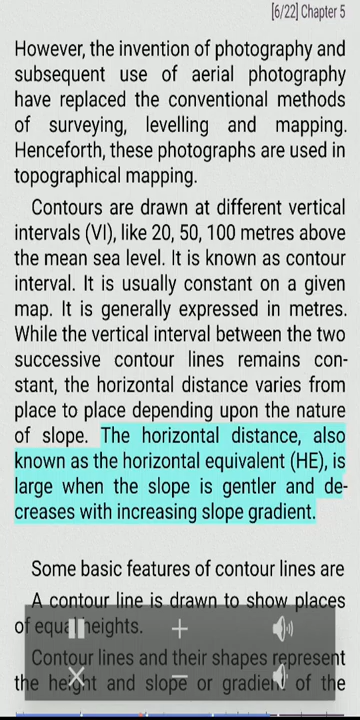 [6/22] Chapter 5
However, the invention of photography and
subsequent use of aerial photography
have replaced the conventional methods
of surveying, levelling and mapping.
Henceforth, these photographs are used in
topographical mapping.
Contours are drawn at different vertical
intervals (VI), like 20, 50, 100 metres above
the mean sea level. It is known as contour
interval. It is usually constant on a given
map. It is generally expressed in metres.
While the vertical interval between the two
successive contour lines remains con-
stant, the horizontal distance varies from
place to place depending upon the nature
of slope. The horizontal distance, also
known as the horizontal equivalent (HE), is
large when the slope is gentler and de-
creases with increasing slope gradient.
Some basic features of contour lines are
A contour line is drawn to show places
of equal heights.
Contour lines and their shapes represent
the height and slope or gradient of the